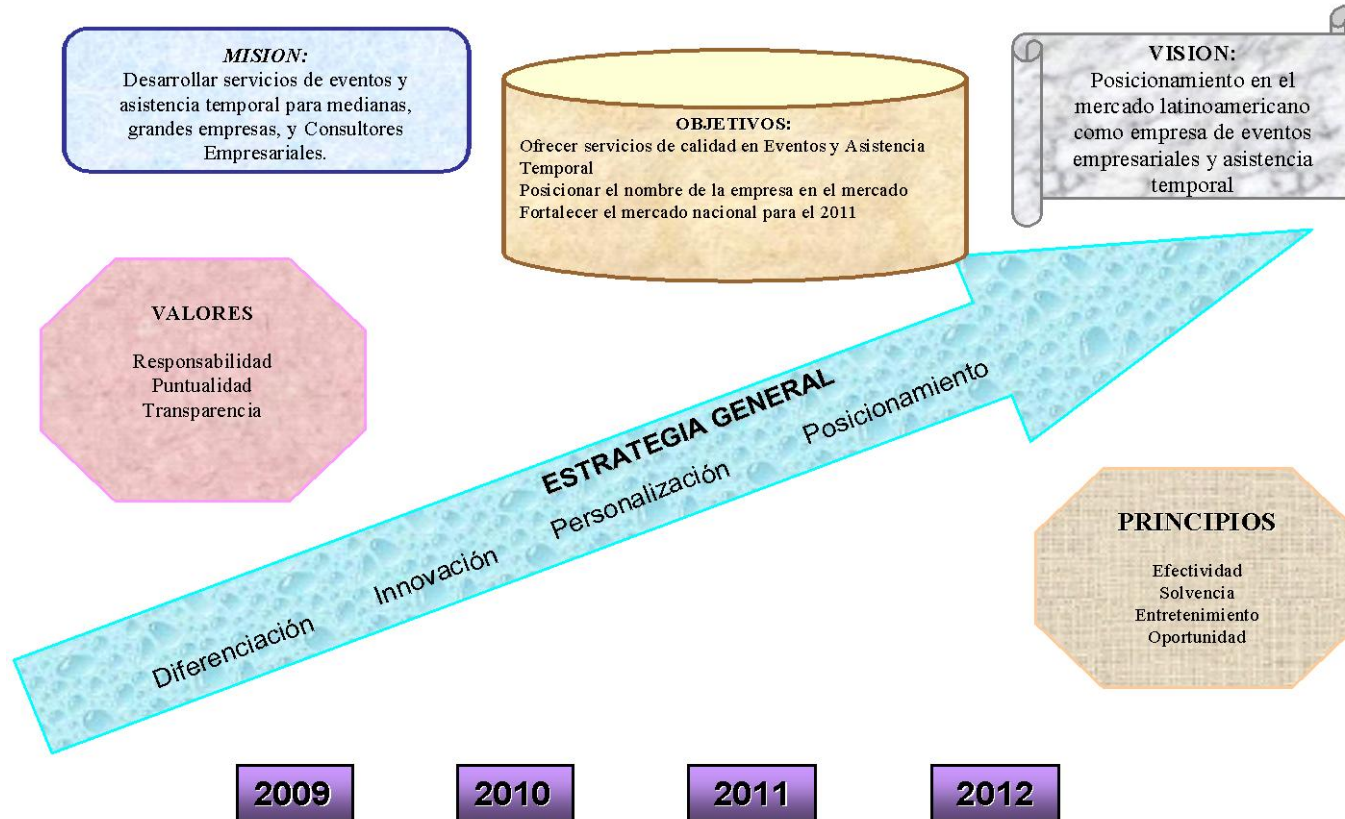 MISION:
Desarrollar servicios de eventos y
asistencia temporal para medianas,
grandes empresas, y Consultores
Empresariales.
OBJETIVOS:
Ofrecer servicios de calidad en Eventos y Asistencia
Temporal
Posicionar el nombre de la empresa en el mercado
Fortalecer el mercado nacional para el 2011
VISION:
Posicionamiento en el
mercado latinoamericano
como empresa de eventos
empresariales y asistencia
temporal
VALORES
Responsabilidad
Puntualidad
Transparencia
ESTRATEGIA GENERAL
Diferenciación
Innovación
Personalización
Posicionamiento
PRINCIPIOS
Efectividad
Solvencia
Entretenimiento
Oportunidad
2009
2010
2011
2012